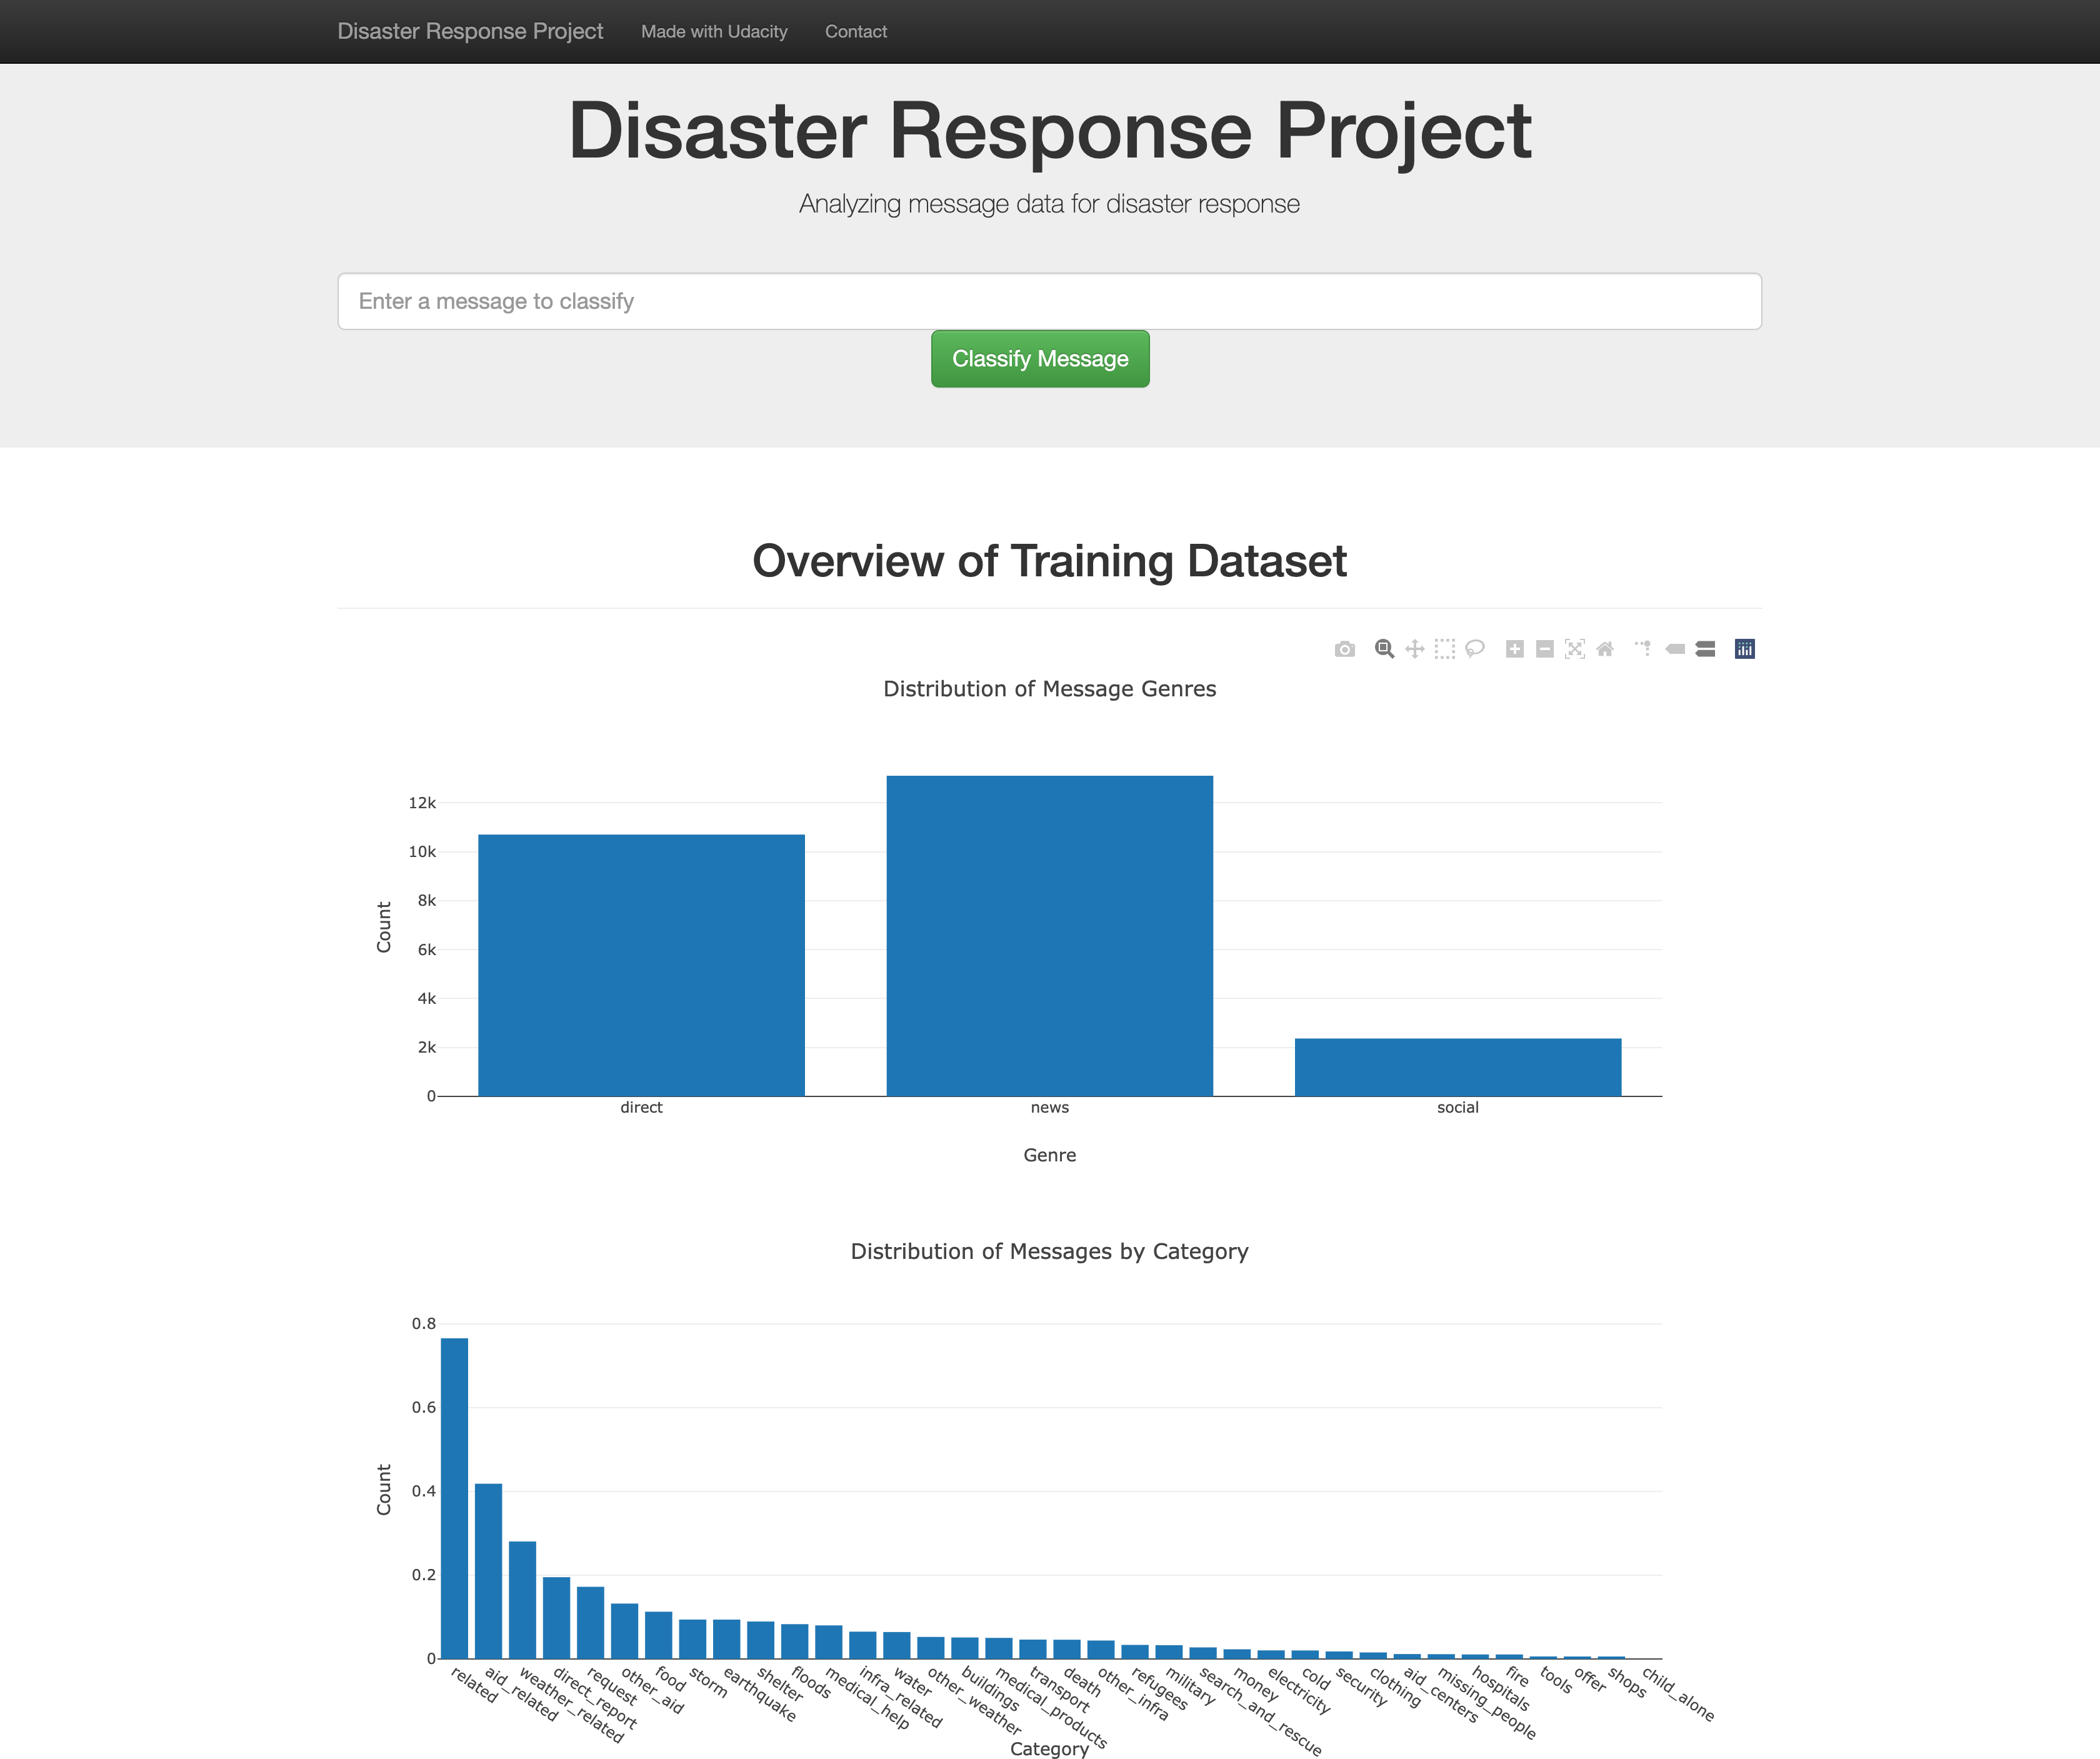 Disaster Response Project Made with Udacity Contact
Disaster Response Project
Analyzing message data for disaster response
Enter a message to classify
Classify Message
Overview of Training Dataset
Distribution of Message Genres
12k
10k
8k
6k
4k
2k
0
Count
direct news social
Genre
Distribution of Messages by Category
0.8
0.6
0.4
0.2
0
Count
related
aid_related
weather_related
direct_report
request
other_aid
food
storm
earthquake
shelter
floods
medical_help
infra_related
water
other_weather
buildings
medical_products
transport
death
other_infra
refugees
military
search_and_rescue
money
electricity
cold
security
clothing
aid_centers
missing_people
hospitals
fire
tools
offer
shops
child_alone
Category